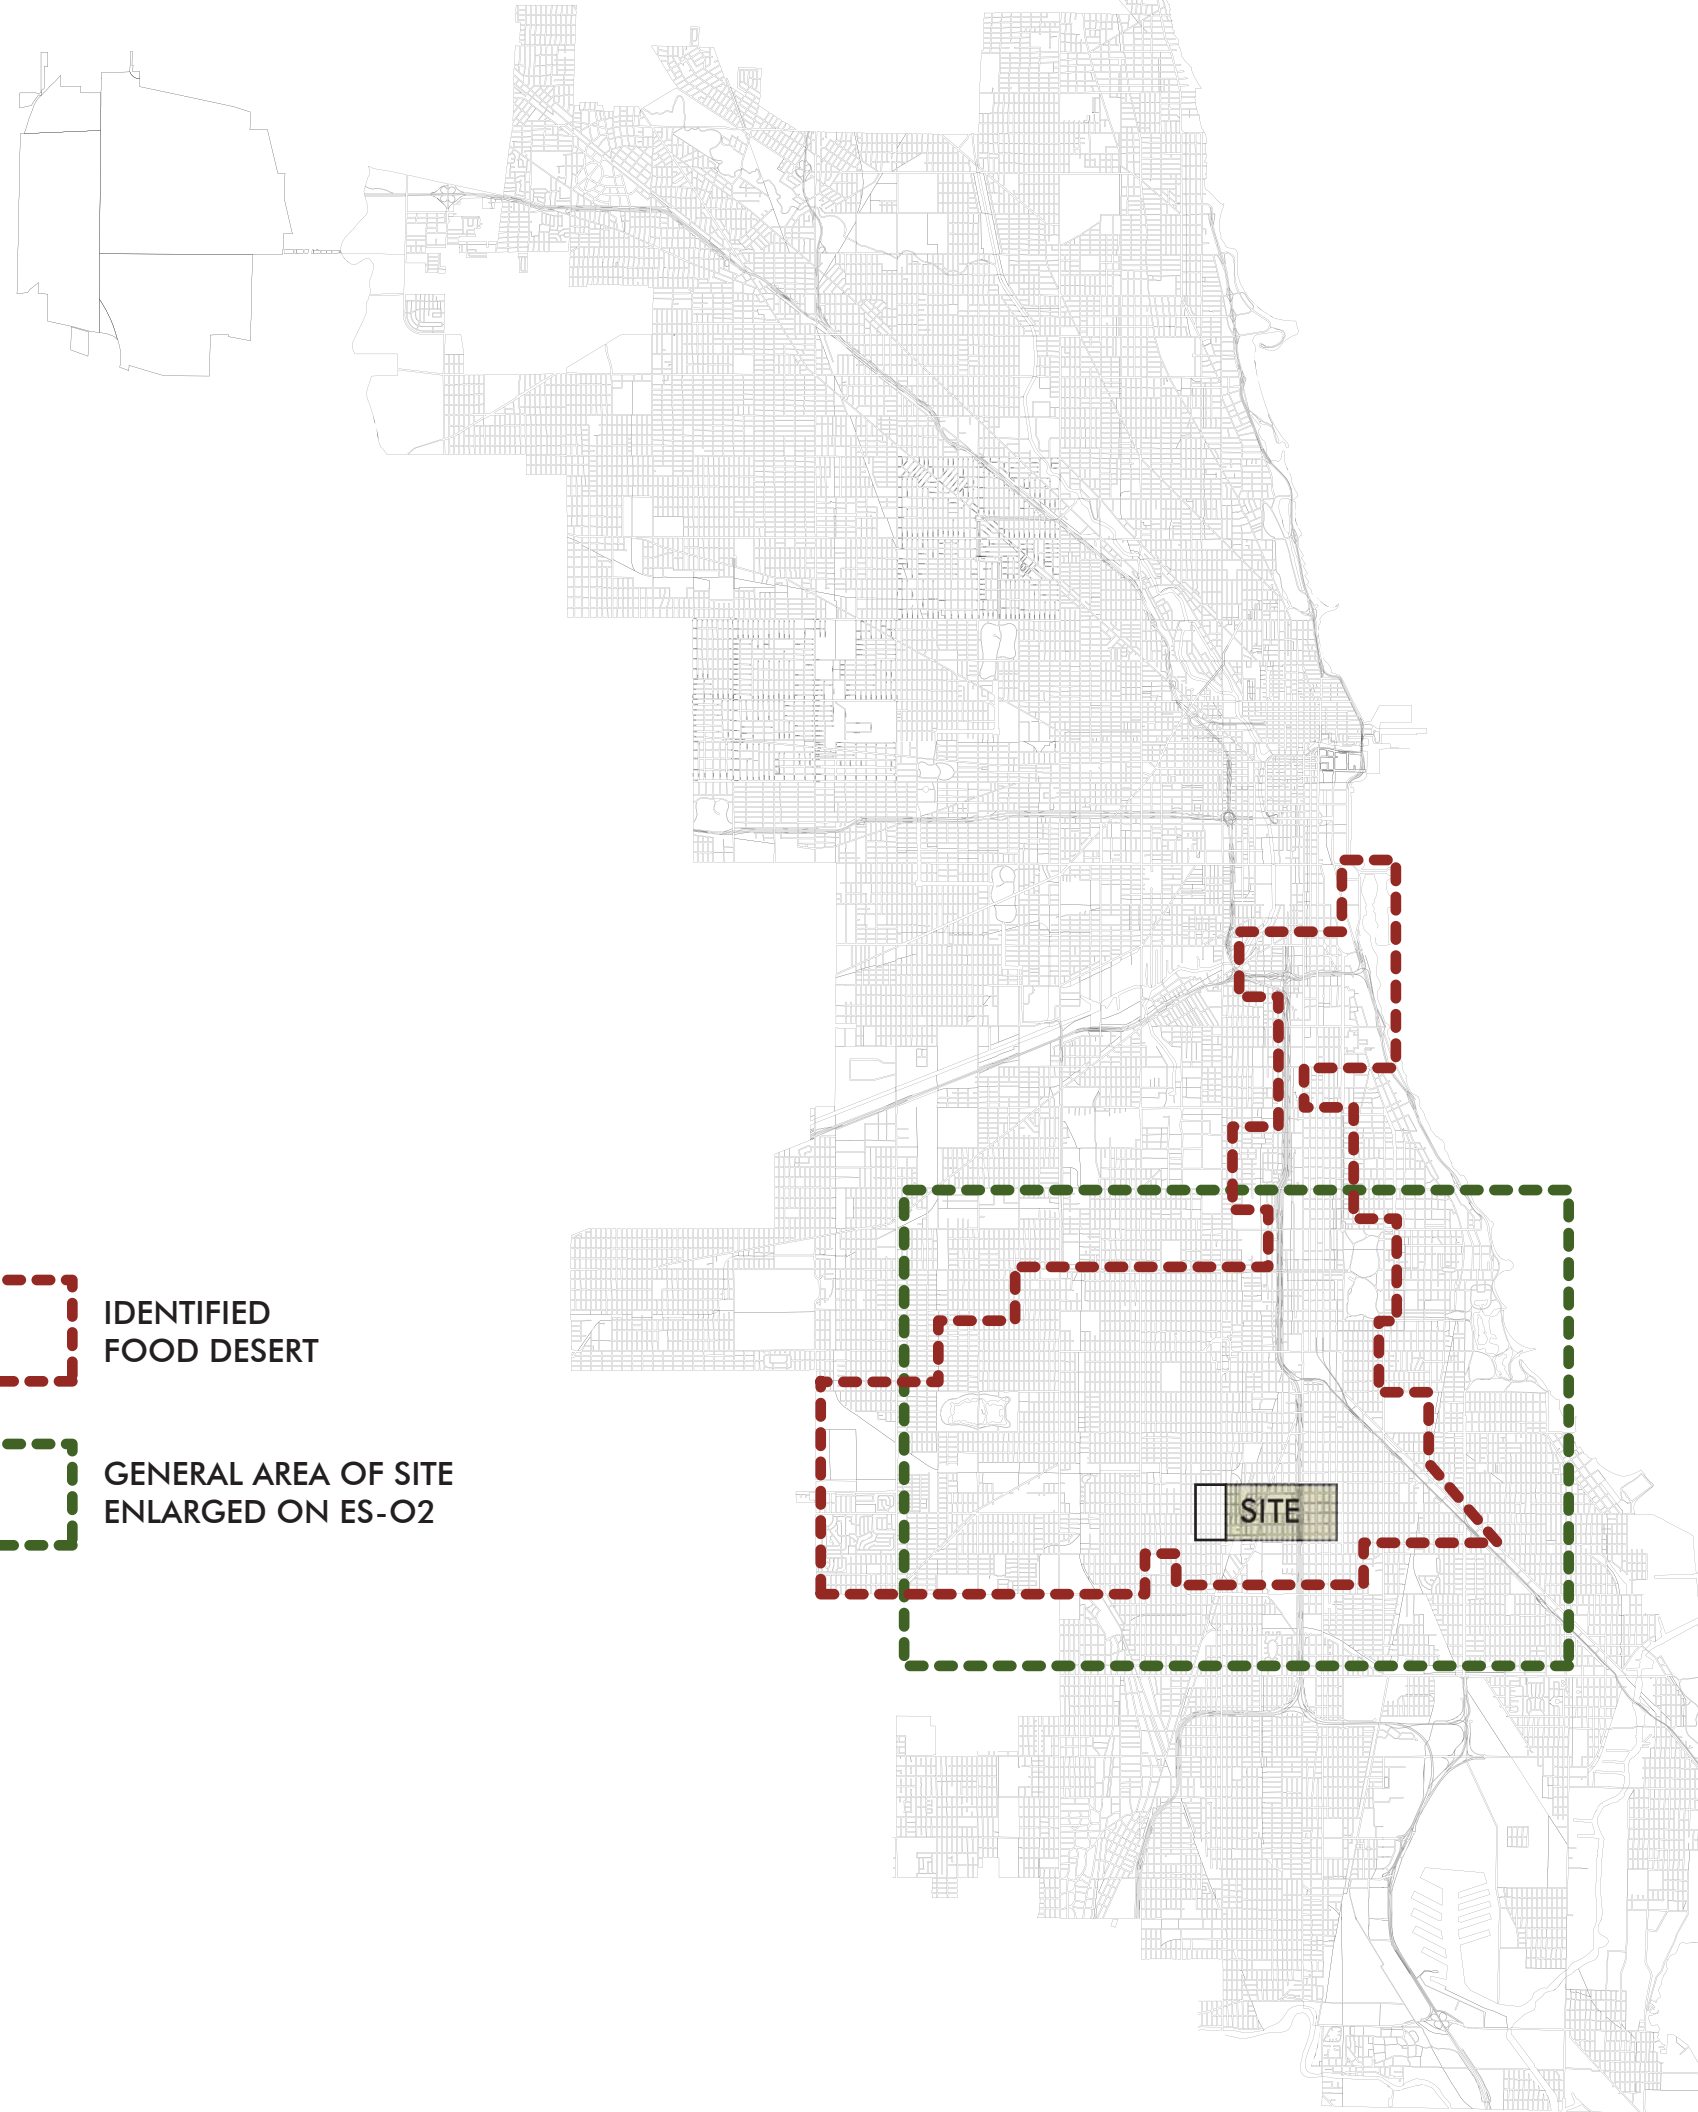 IDENTIFIED
FOOD DESERT
GENERAL AREA OF SITE
ENLARGED ON ES-02
SITE